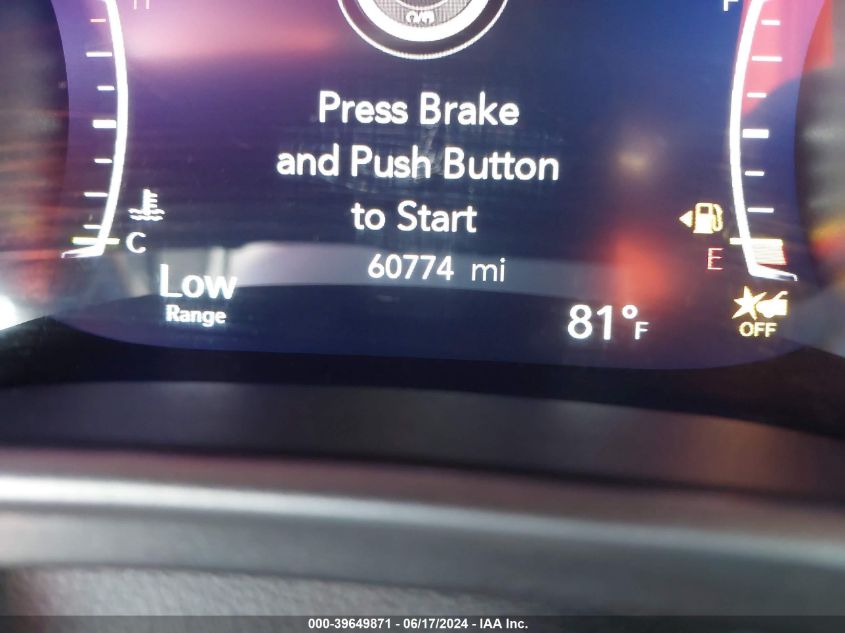 H
F
Press Brake
and Push Button
to Start
C
E
60774 mi
Low
Range
81°F
OFF
000-39649871 - 06/17/2024 - IAA Inc.